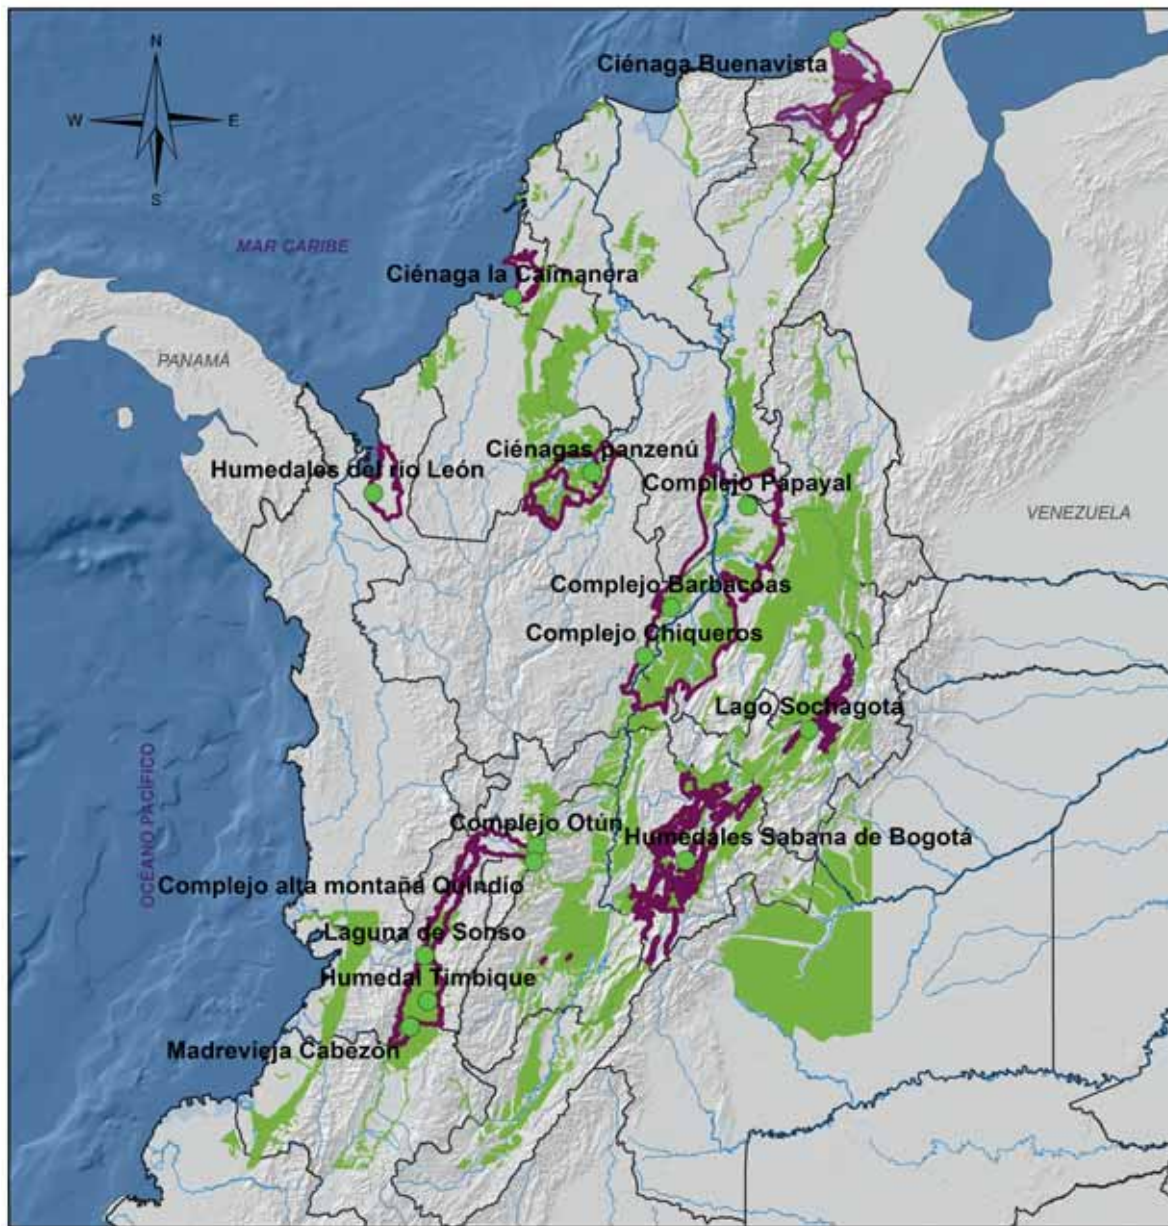 N
Ciénaga Buenavista
W
E
S
MAR CARIBE
Ciénaga la Caimanera
PANAMÁ
Ciénagas panzenú
Humedales del río León
Complejo Papayal
VENEZUELA
Complejo Barbacoas
Complejo Chiqueros
Lago Sochagota
OCÉANO PACÍFICO
Complejo Otún
Humedales Sabana de Bogotá
Complejo alta montaña Quindío
Laguna de Sonso
Humedal Timbique
Madrevieja Cabezón